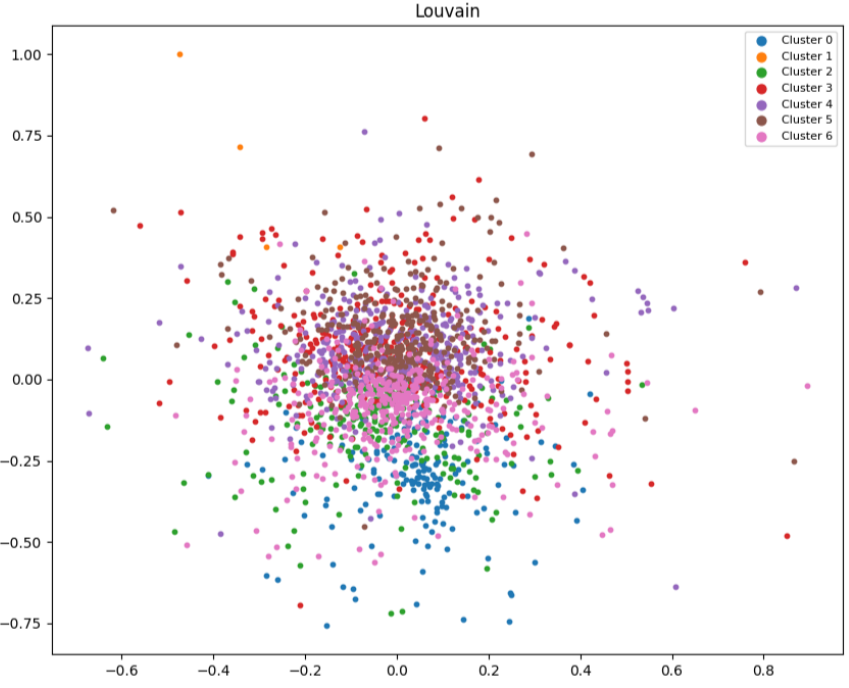 Louvain
Cluster 0
Cluster 1
Cluster 2
Cluster 3
Cluster 4
Cluster 5
Cluster 6
1.00
0.75
0.50
0.25
0.00
−0.25
−0.50
−0.75
−0.6 −0.4 −0.2 0.0 0.2 0.4 0.6 0.8